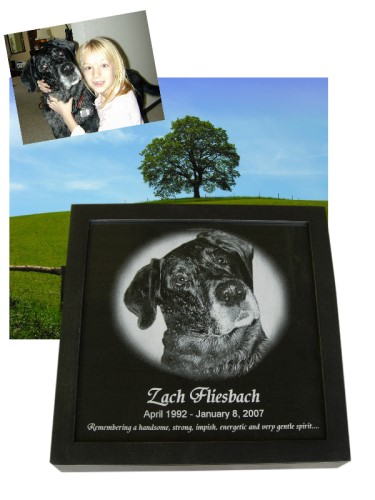 Zach Fliesbach
April 1992 - January 8, 2007
Remembering a handsome, strong, impish, energetic and very gentle spirit....